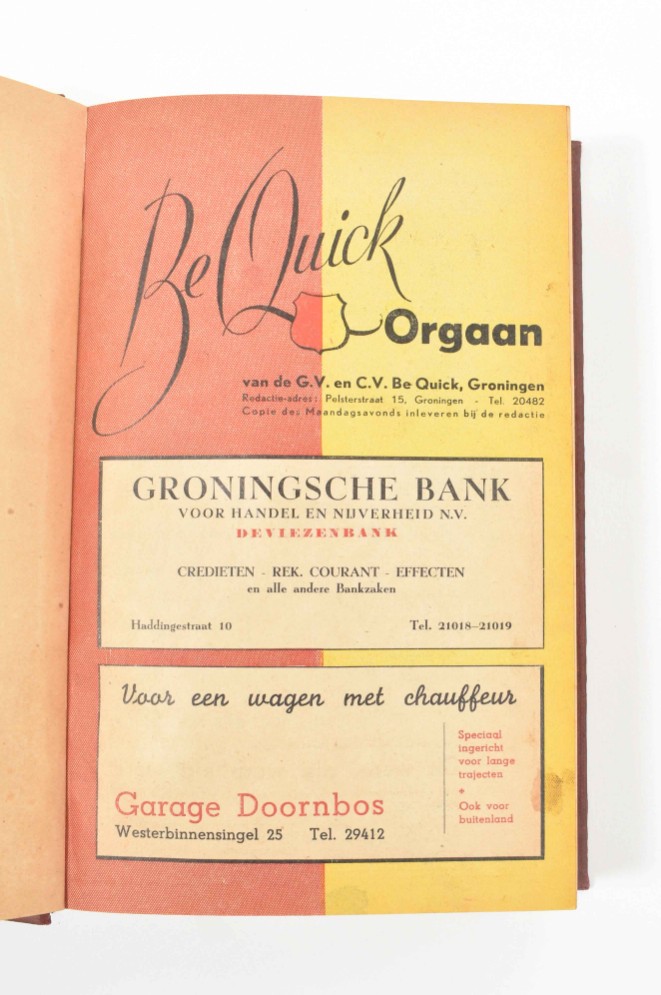 Be Quick
Orgaan
van de G.V. en C.V. Be Quick, Groningen
Redactie-adres: Pelsterstraat 15, Groningen - Tel. 20482
Copie des Maandagsavonds inleveren bij de redactie
GRONINGSCHE BANK
VOOR HANDEL EN NIJVERHEID N.V.
DEVIEZENBANK
CREDIETEN - REK. COURANT - EFFECTEN
en alle andere Bankzaken
Haddingestraat 10 Tel. 21018-21019
Voor een wagen met chauffeur
Speciaal
ingericht
voor lange
trajecten
Ook voor
buitenland
Garage Doornbos
Westerbinnensingel 25 Tel. 29412